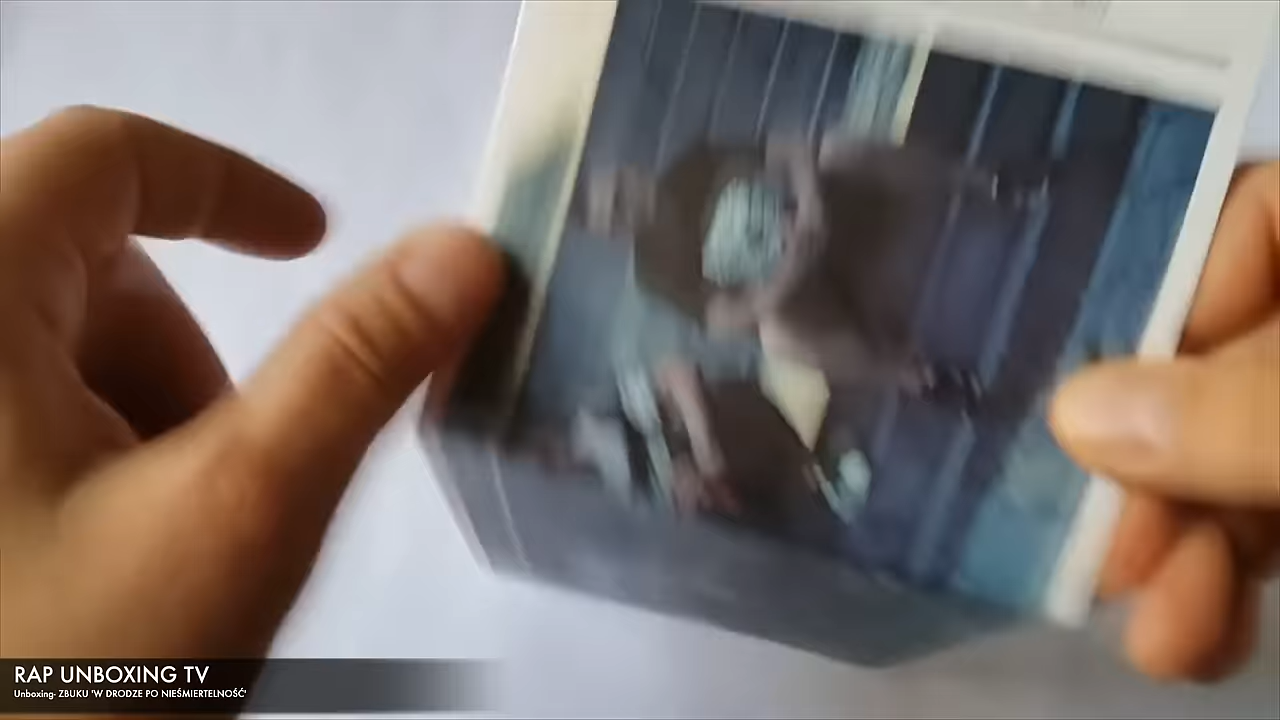 RAP UNBOXING TV
Unboxing- ZBUKU 'W DRODZE PO NIEŚMIERTELNOŚĆ'